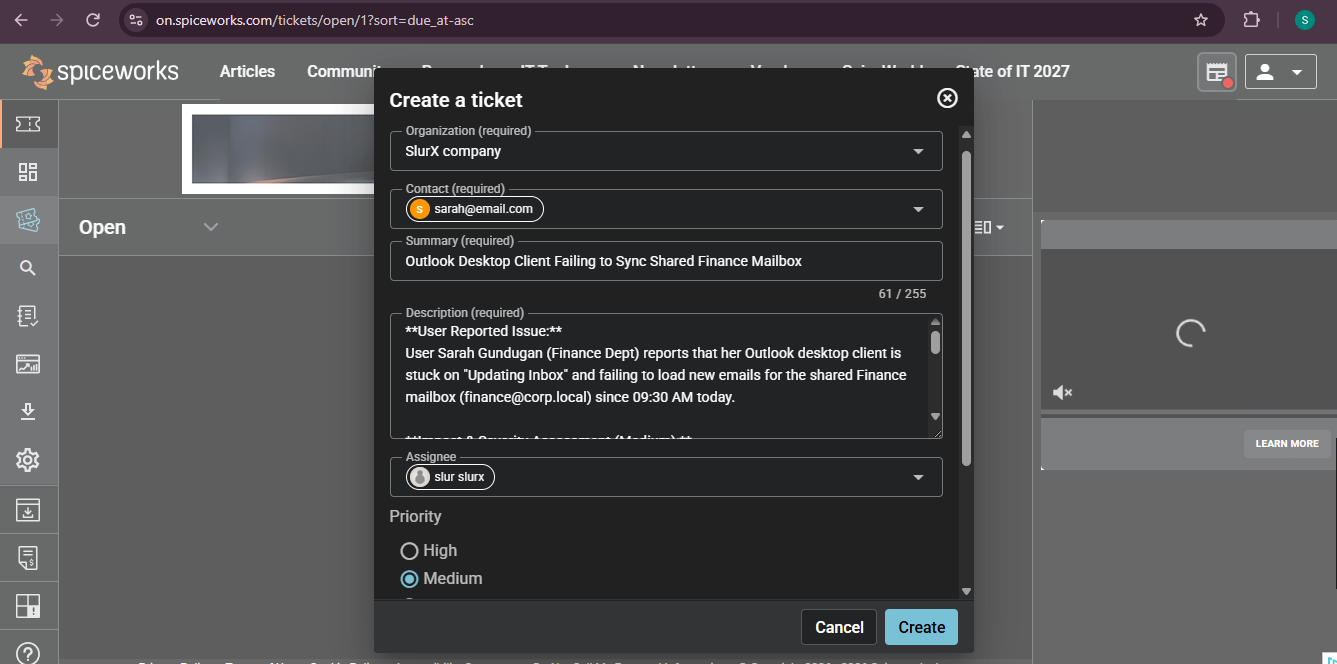 on.spiceworks.com/tickets/open/1?sort=due_at-asc
S
spiceworks
Articles
State of IT 2027
Create a ticket
Organization (required)
SlurX company
Contact (required)
S sarah@email.com
Open
Summary (required)
Outlook Desktop Client Failing to Sync Shared Finance Mailbox
61 / 255
Description (required)
**User Reported Issue:**
User Sarah Gundugan (Finance Dept) reports that her Outlook desktop client is
stuck on "Updating Inbox" and failing to load new emails for the shared Finance
mailbox (finance@corp.local) since 09:30 AM today.
Assignee
slur slurx
LEARN MORE
Priority
High
Medium
Cancel
Create